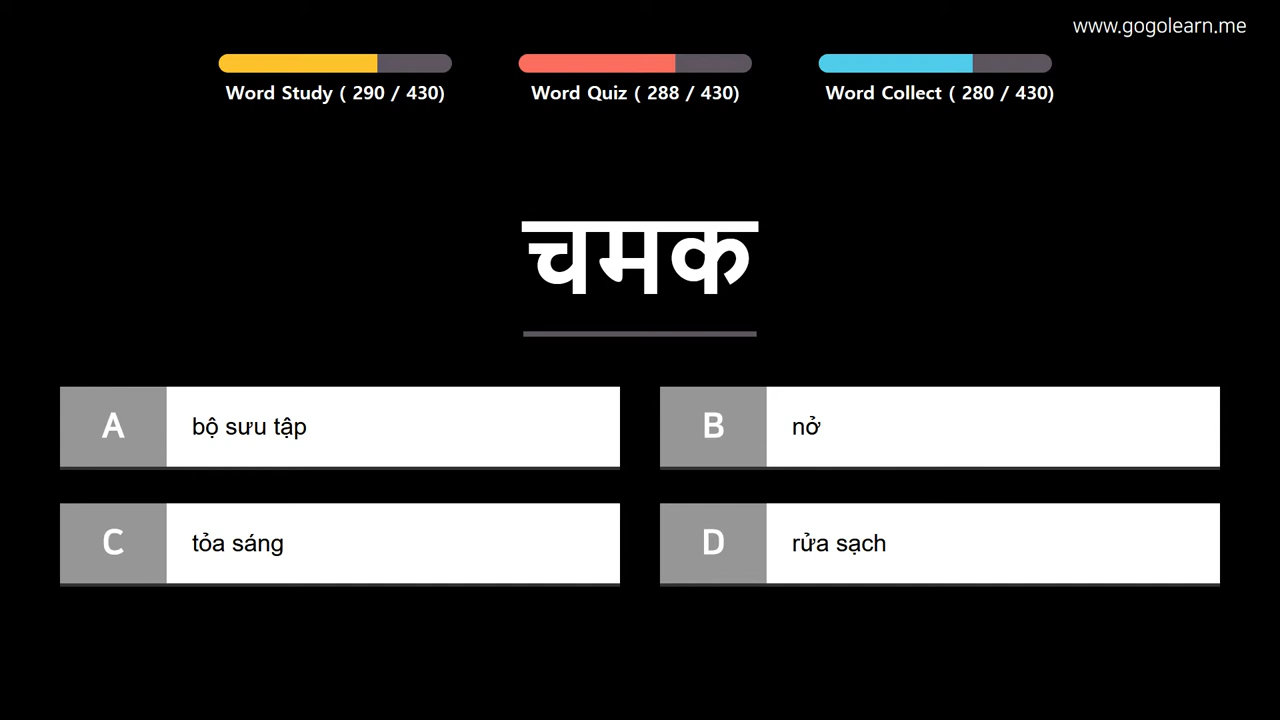 www.gogolearn.me
Word Study ( 290 / 430)
Word Quiz ( 288 / 430)
Word Collect ( 280 / 430)
चमक
A bộ sưu tập
B nở
C tỏa sáng
D rửa sạch